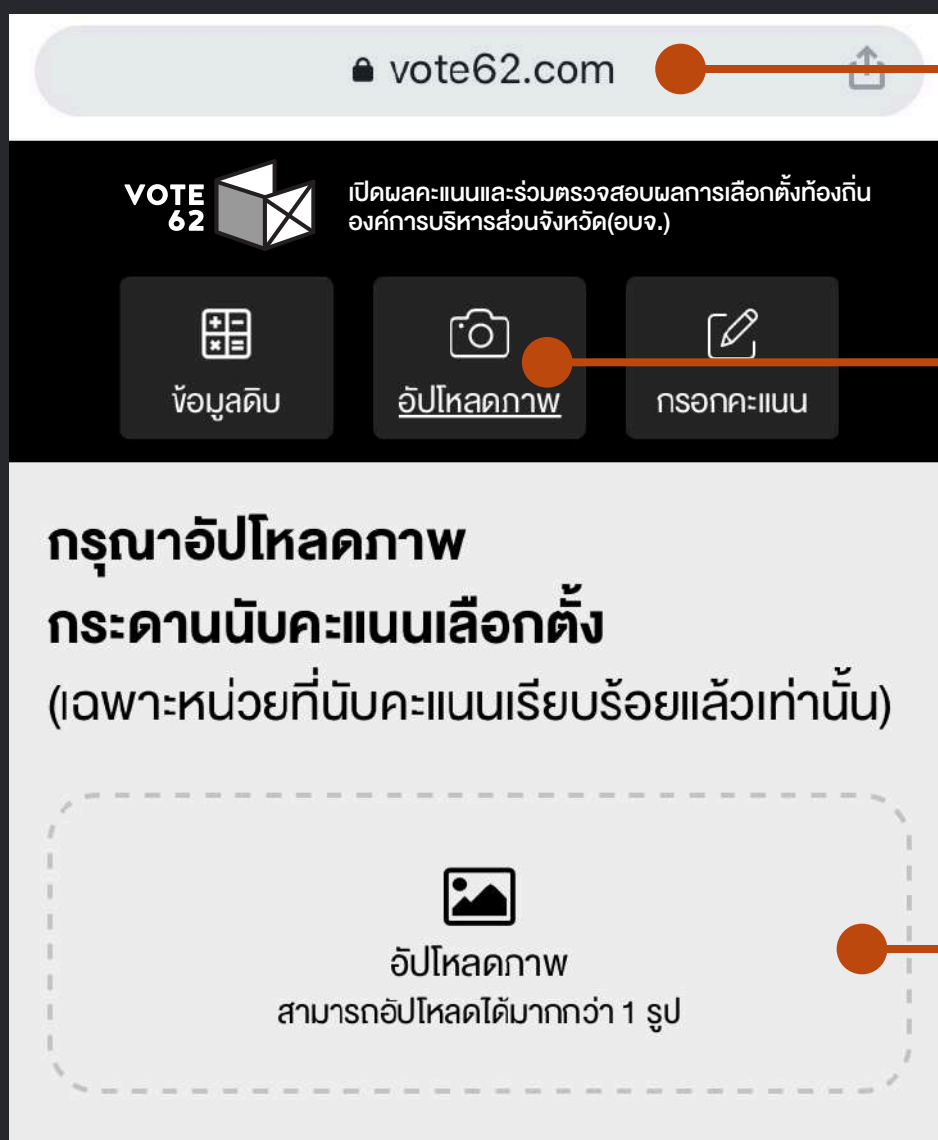 vote62.com
VOTE
62
เปิดผลคะแนนและร่วมตรวจสอบผลการเลือกตั้งท้องถิ่น
องค์การบริหารส่วนจังหวัด(อบจ.)
ข้อมูลดิบ
อัปโหลดภาพ
กรอกคะแนน
กรุณาอัปโหลดภาพ
กระดานนับคะแนนเลือกตั้ง
(เฉพาะหน่วยที่นับคะแนนเรียบร้อยแล้วเท่านั้น)
อัปโหลดภาพ
สามารถอัปโหลดได้มากกว่า 1 รูป